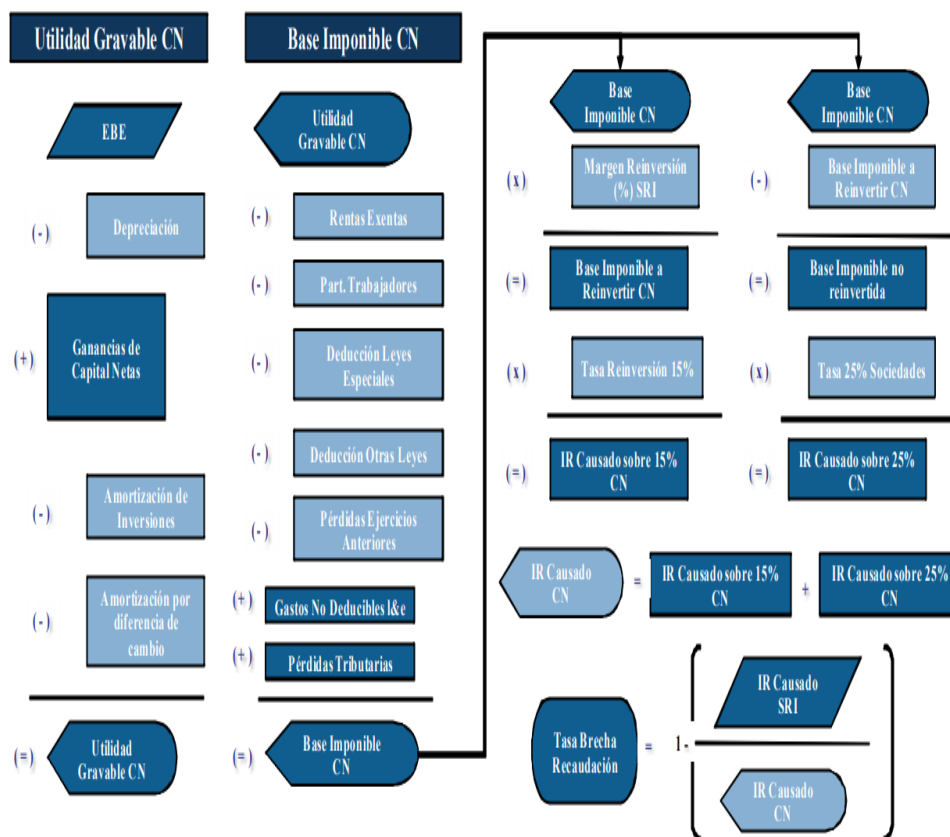 Utilidad Gravable CN
EBE
(-)
Depreciación
(+)
Ganancias de
Capital Netas
(-)
Amortización de
Inversiones
(-)
Amortización por
diferencia de
cambio
(=)
Utilidad
Gravable CN
Base Imponible CN
Utilidad
Gravable CN
(-)
Rentas Exentas
(-)
Part. Trabajadores
(-)
Deducción Leyes
Especiales
(-)
Deducción Otras Leyes
(-)
Pérdidas Ejercicios
Anteriores
(+)
Gastos No Deducibles l&e
(+)
Pérdidas Tributarias
(=)
Base Imponible
CN
Base
Imponible CN
(x)
Margen Reinversión
(%) SRI
(=)
Base Imponible a
Reinvertir CN
(x)
Tasa Reinversión 15%
(=)
IR Causado sobre 15%
CN
Base
Imponible CN
(-)
Base Imponible a
Reinvertir CN
(=)
Base Imponible no
reinvertida
(x)
Tasa 25% Sociedades
(=)
IR Causado sobre 25%
CN
IR Causado
CN
=
IR Causado sobre 15%
CN
+
IR Causado sobre 25%
CN
Tasa Brecha
Recaudación
=
1 -
IR Causado
SRI
IR Causado
CN